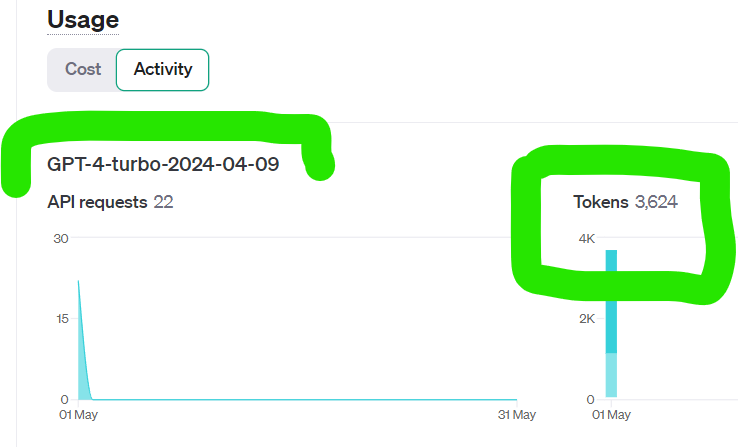 Usage
Cost Activity
GPT-4-turbo-2024-04-09
API requests 22
30
15
0
01 May 31 May
Tokens 3,624
4K
2K
0
01 May